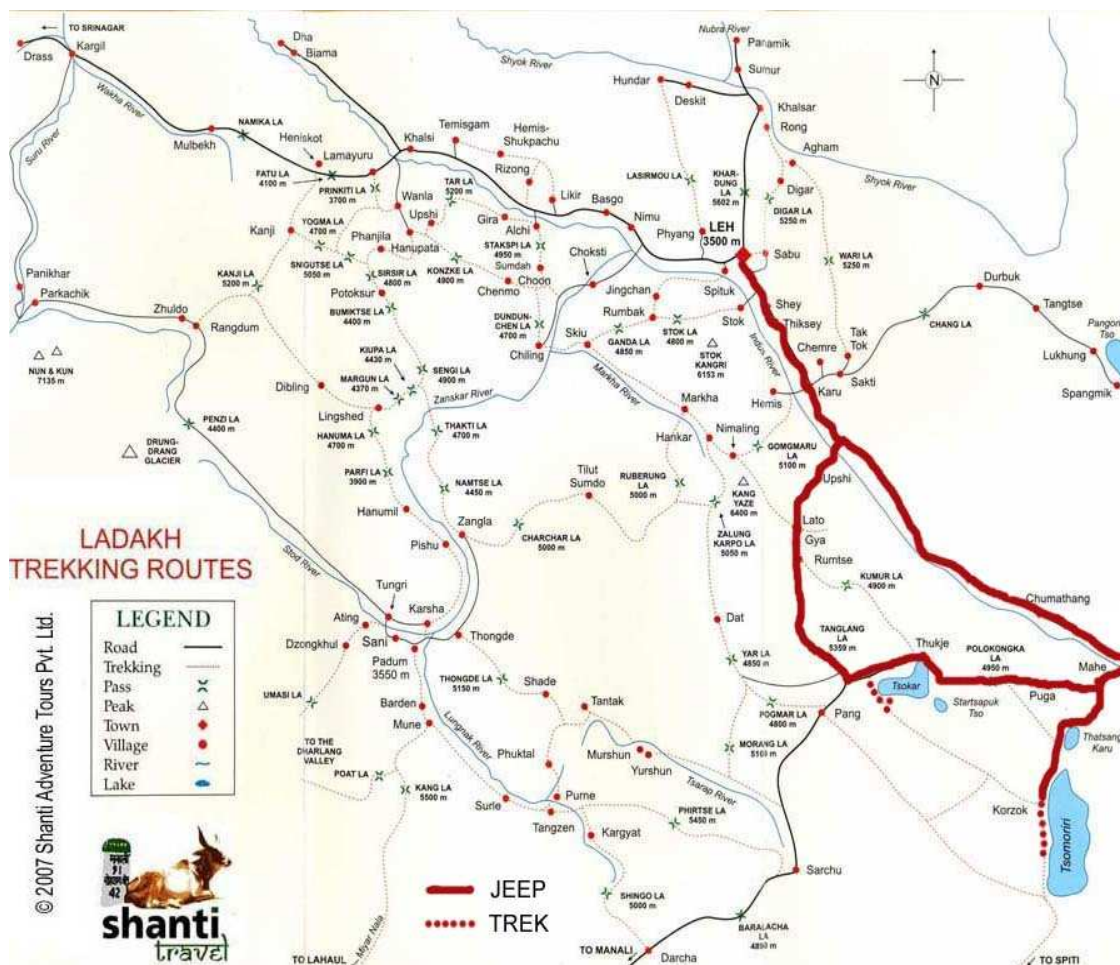 TO SRINAGAR
Drass
Kargil
Dha
Biama
Nubra River
Panamik
Sumur
Shyok River
Hundar
Deskit
Khalsar
Rong
Agham
N
Wakha River
Suru River
NAMIKA LA
Mulbekh
Heniskot
Lamayuru
Khalsi
Temisgam
Hemis-
Shukpachu
Rizong
Likir
FATU LA
4100 m
PRINKITI LA
3700 m
Wanla
TAR LA
5200 m
Upshi
Gira
Alchi
Basgo
Nimu
LASIRMOU LA
Phyang
KHAR-
DUNG
LA
5602 m
Digar
DIGAR LA
5250 m
Shyok River
LEH
3500 m
Sabu
WARI LA
5250 m
YOGMA LA
4700 m
Kanji
Phanjila
Hanupata
STAKSPI LA
4950 m
Sumdah
Choksti
SNIGUTSE LA
5050 m
SIRSIR LA
4800 m
KONZKE LA
4900 m
Choon
Chenmo
Jingchan
Spituk
Rumbak
Stok
Shey
Thiksey
Durbuk
Tangtse
CHANG LA
Pangon
Tso
Lukhung
Spangmik
Panikhar
Parkachik
KANJI LA
5200 m
Potoksur
BUMIKTSE LA
4400 m
Zhuldo
Rangdum
DUNDUN-
CHEN LA
4700 m
Skiu
GANDA LA
4850 m
STOK LA
4800 m
STOK
KANGRI
6153 m
Indus River
Chemre
Tak
Tok
Sakti
Karu
Hemis
Chiling
KIUPA LA
4430 m
MARGUN LA
4370 m
SENGI LA
4900 m
NUN & KUN
7135 m
Dibling
Lingshed
Zanskar River
Markha River
Markha
Nimaling
PENZI LA
4400 m
HANUMA LA
4700 m
THAKTI LA
4700 m
Hankar
GOMGMARU
LA
5100 m
DRUNG-
DRANG
GLACIER
PARFI LA
3900 m
NAMTSE LA
4450 m
Tilut
Sumdo
RUBERUNG
LA
5000 m
KANG
YAZE
6400 m
Upshi
Hanumil
Zangla
CHARCHAR LA
5000 m
ZALUNG
KARPO LA
5050 m
Lato
Gya
Rumtse
LADAKH
TREKKING ROUTES
Pishu
Stod River
KUMUR LA
4900 m
Chumathang
LEGEND
Road
Trekking
Pass
Peak
Town
Village
River
Lake
Tungri
Ating
Karsha
Dzongkhul
Sani
Padum
3550 m
Thongde
Dat
TANGLANG
LA
5359 m
Thukje
POLOKONGKA
LA
4950 m
Mahe
UMASI LA
THONGDE LA
5150 m
Shade
YAR LA
4850 m
Tsokar
Startsapuk
Tso
Puga
Barden
Mune
Tantak
POGMAR LA
4800 m
Pang
Thatsang
Karu
TO THE
DHARLANG
VALLEY
Lungnak River
Phuktal
Murshun
Yurshun
MORANG LA
POAT LA
KANG LA
5500 m
Surle
Purne
Tangzen
Kargyat
Tsarap River
PHIRTSE LA
5450 m
Korzok
Tsomoriri
Sarchu
SHINGO LA
5000 m
JEEP
TREK
BARALACHA
LA
4850 m
Miyar Nala
TO LAHAUL
TO MANALI
Darcha
TO SPITI
42
shanti
travel
© 2007 Shanti Adventure Tours Pvt. Ltd.